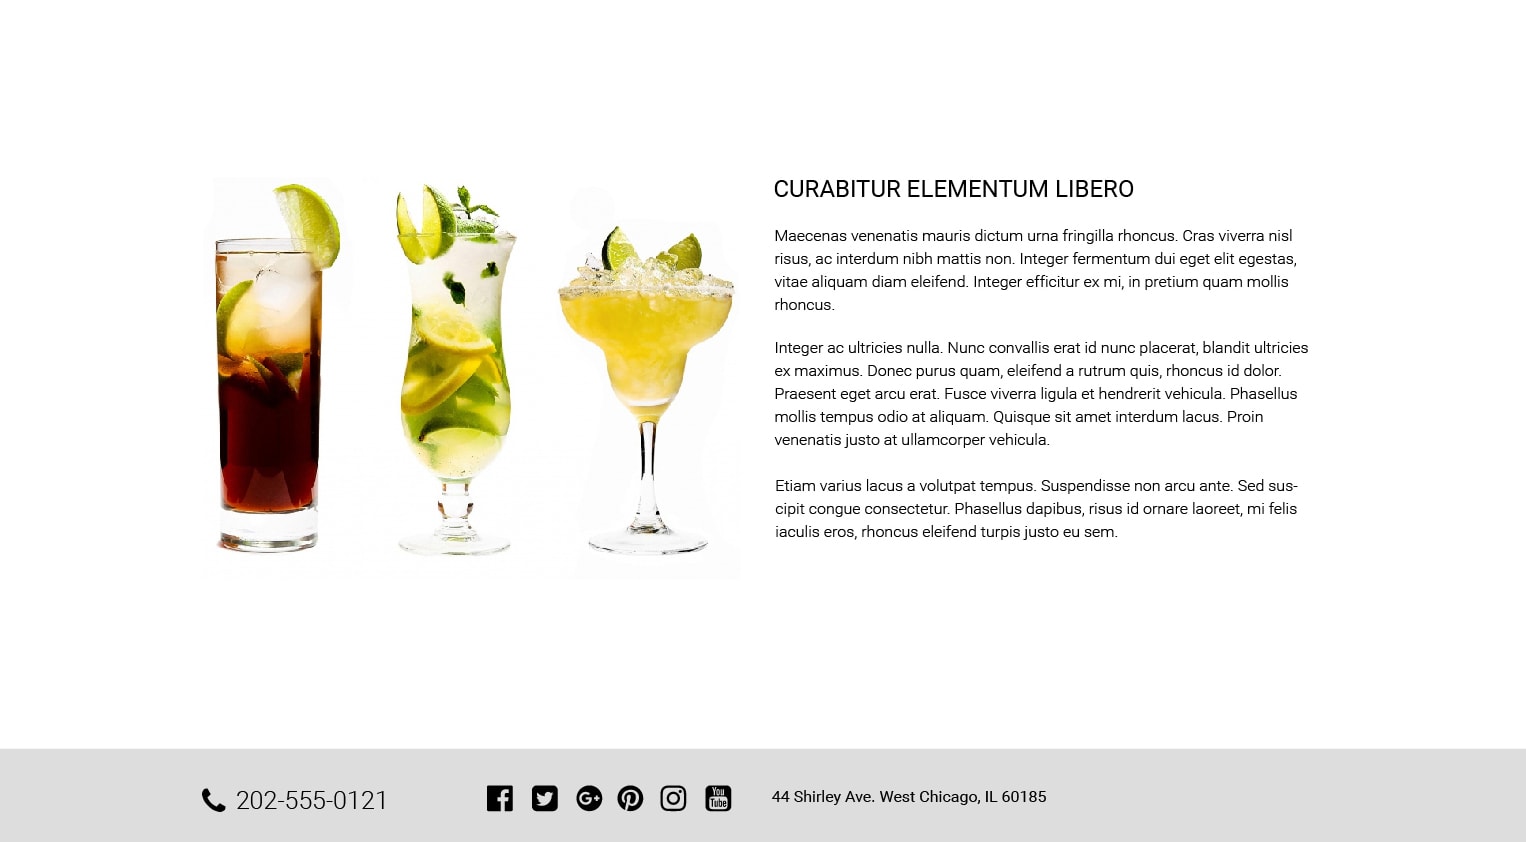 CURABITUR ELEMENTUM LIBERO
Maecenas venenatis mauris dictum urna fringilla rhoncus. Cras viverra nisl
risus, ac interdum nibh mattis non. Integer fermentum dui eget elit egestas,
vitae aliquam diam eleifend. Integer efficitur ex mi, in pretium quam mollis
rhoncus.
Integer ac ultricies nulla. Nunc convallis erat id nunc placerat, blandit ultricies
ex maximus. Donec purus quam, eleifend a rutrum quis, rhoncus id dolor.
Praesent eget arcu erat. Fusce viverra ligula et hendrerit vehicula. Phasellus
mollis tempus odio at aliquam. Quisque sit amet interdum lacus. Proin
venenatis justo at ullamcorper vehicula.
Etiam varius lacus a volutpat tempus. Suspendisse non arcu ante. Sed sus-
cipit congue consectetur. Phasellus dapibus, risus id ornare laoreet, mi felis
iaculis eros, rhoncus eleifend turpis justo eu sem.
202-555-0121
You
Tube
44 Shirley Ave. West Chicago, IL 60185